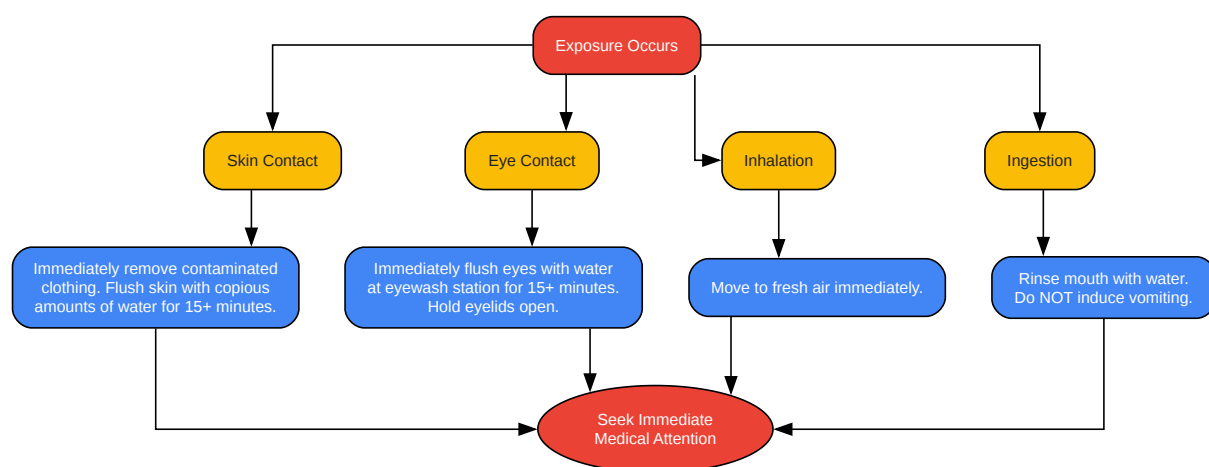 Exposure Occurs
Skin Contact
Eye Contact
Inhalation
Ingestion
Immediately remove contaminated
clothing. Flush skin with copious
amounts of water for 15+ minutes.
Immediately flush eyes with water
at eyewash station for 15+ minutes.
Hold eyelids open.
Move to fresh air immediately.
Rinse mouth with water.
Do NOT induce vomiting.
Seek Immediate
Medical Attention